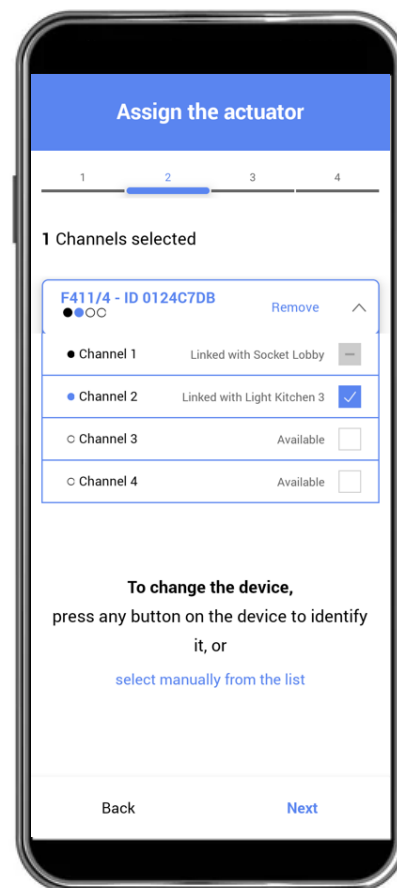 Assign the actuator
1 2 3 4
1 Channels selected
F411/4 - ID 0124C7DB
Remove
Channel 1 Linked with Socket Lobby
Channel 2 Linked with Light Kitchen 3
Channel 3 Available
Channel 4 Available
To change the device,
press any button on the device to identify
it, or
select manually from the list
Back Next